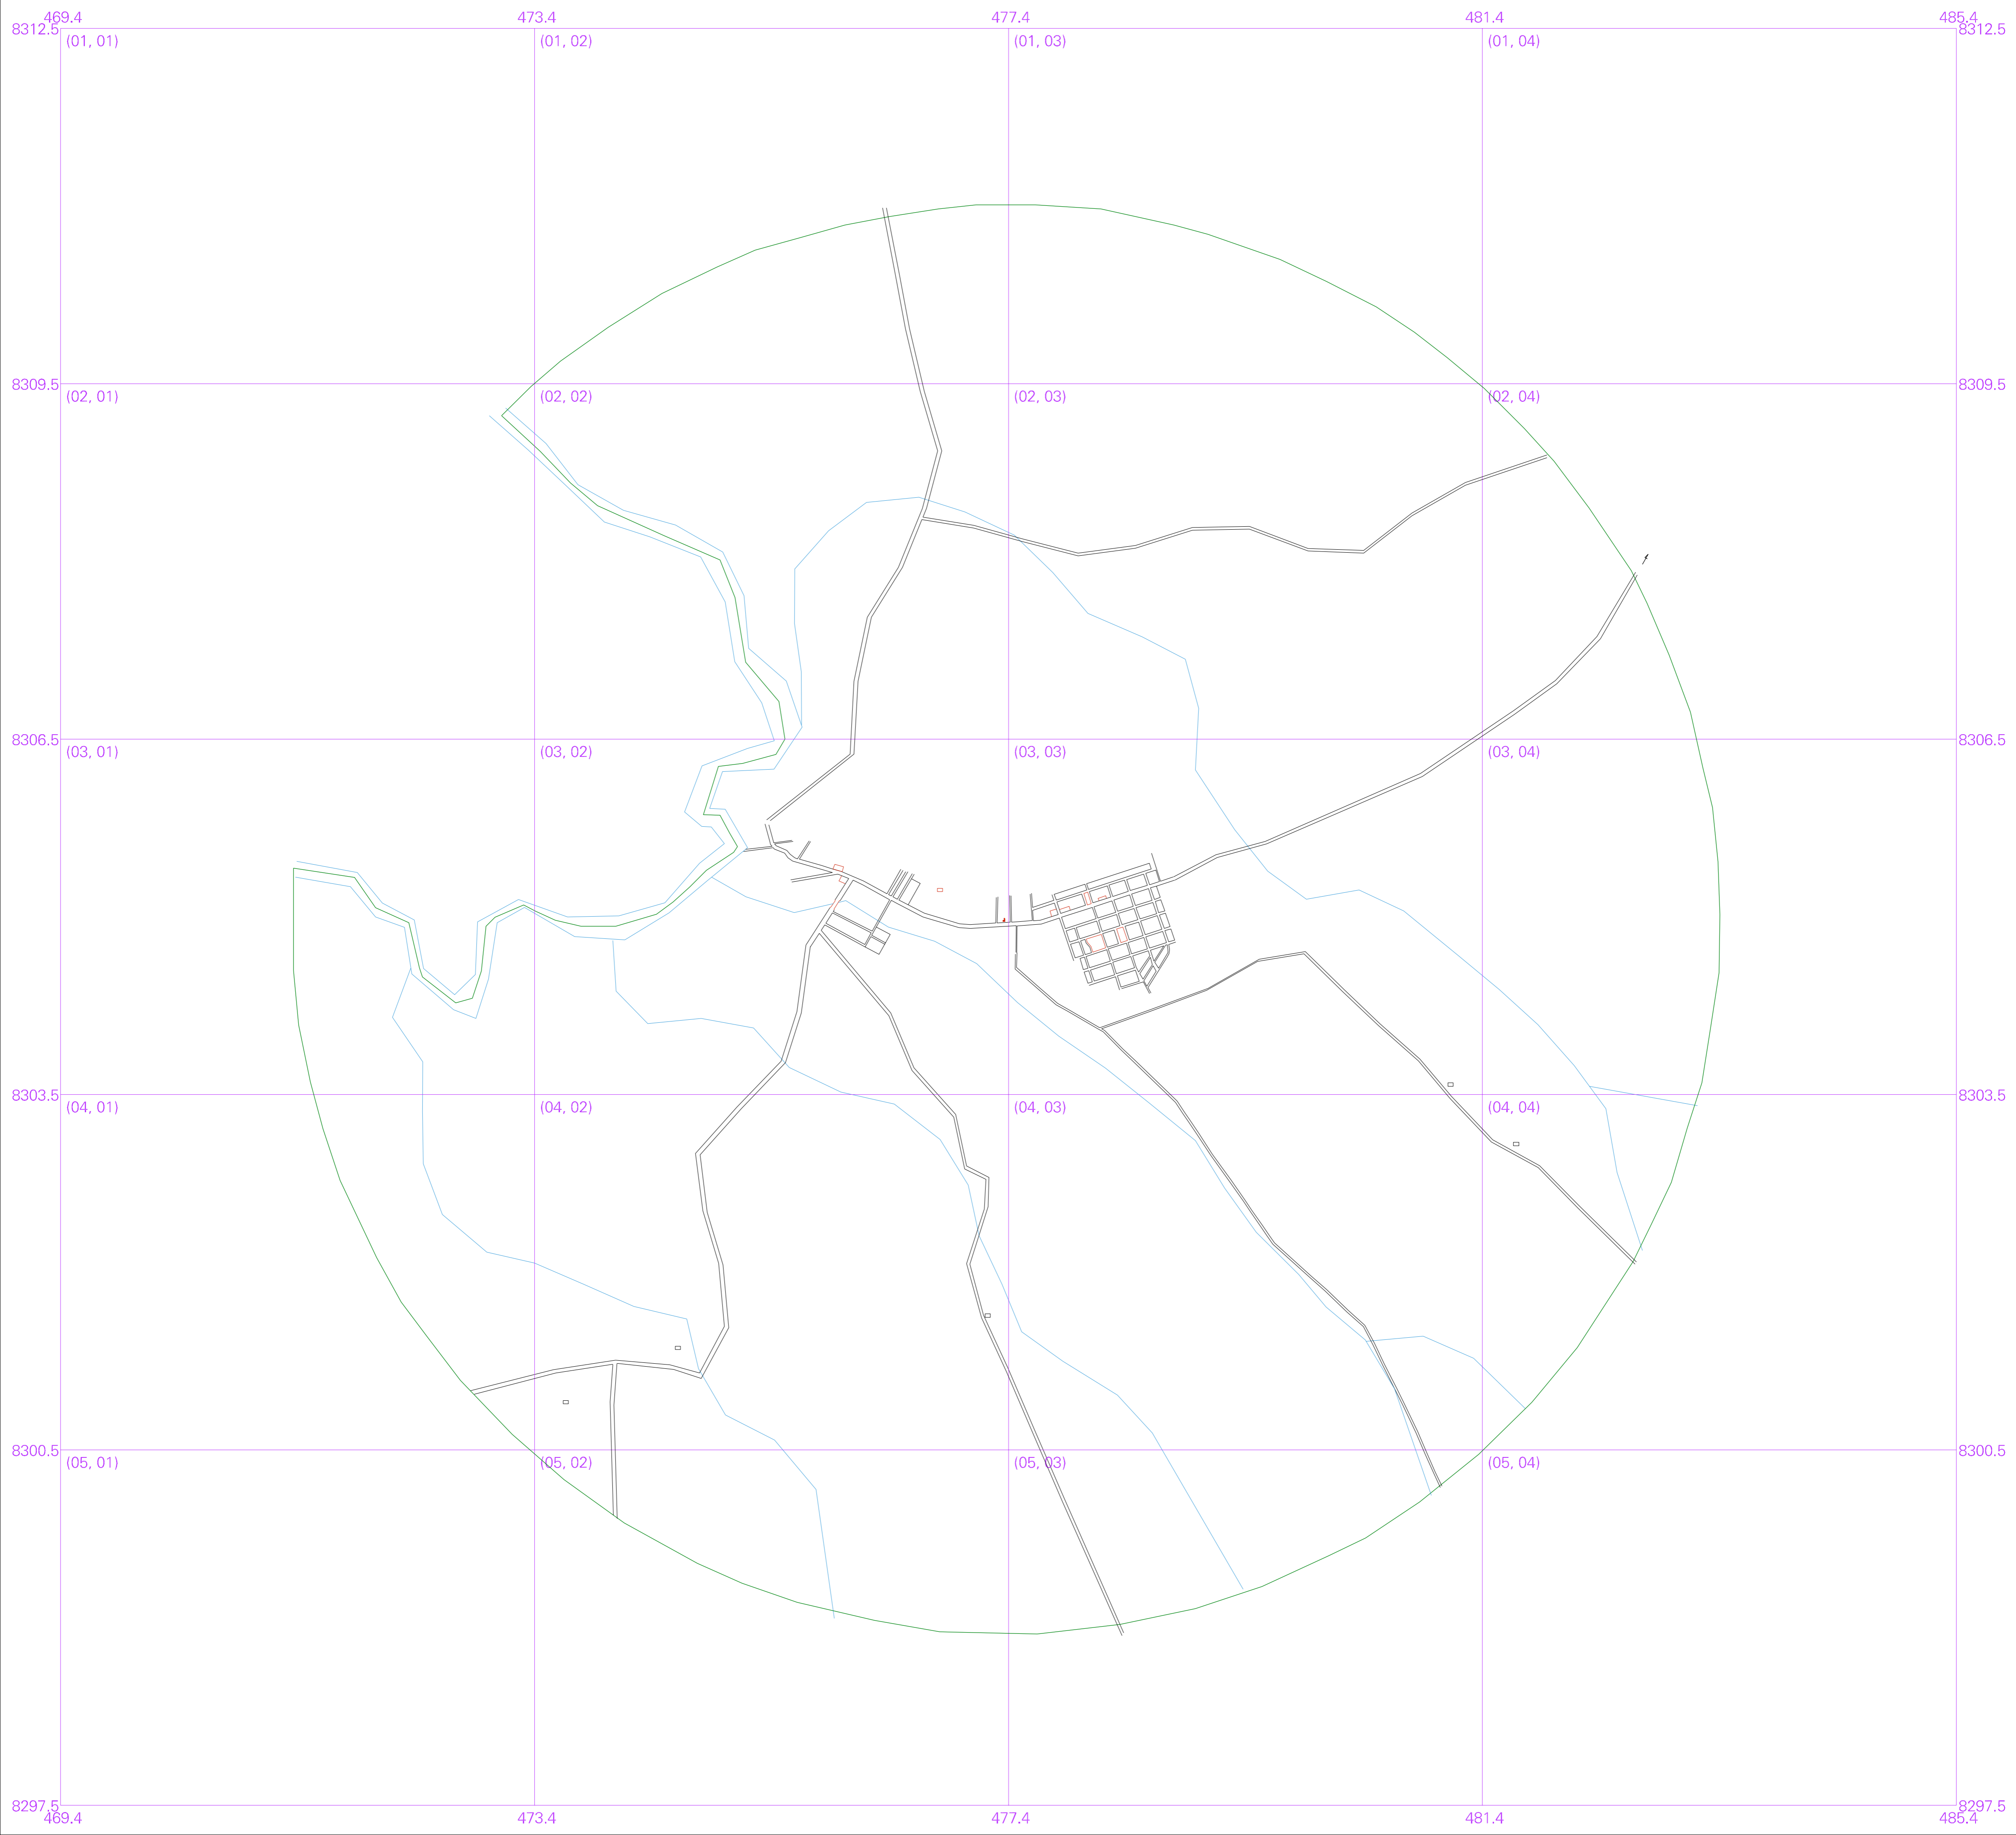 469.4 473.4 477.4 481.4 485.4
8312.5 8312.5
(01, 01) (01, 02) (01, 03) (01, 04)
8309.5 8309.5
(02, 01) (02, 02) (02, 03) (02, 04)
8306.5 8306.5
(03, 01) (03, 02) (03, 03) (03, 04)
8303.5 8303.5
(04, 01) (04, 02) (04, 03) (04, 04)
8300.5 8300.5
(05, 01) (05, 02) (05, 03) (05, 04)
8297.5 8297.5
469.4 473.4 477.4 481.4 485.4